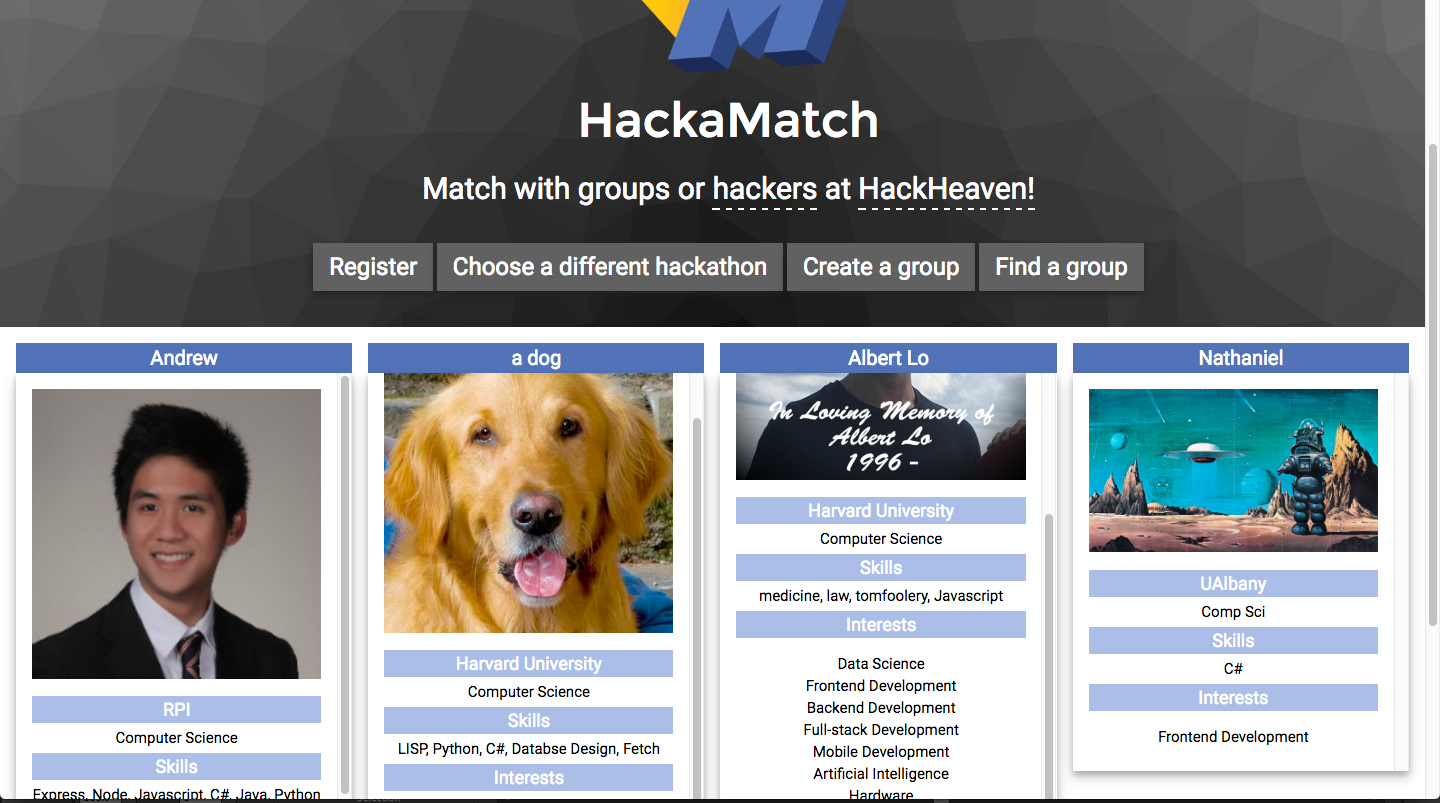 M
HackaMatch
Match with groups or hackers at HackHeaven!
Register
Choose a different hackathon
Create a group
Find a group
Andrew
RPI
Computer Science
Skills
Express, Node, Javascript, C#, Java, Python
a dog
Harvard University
Computer Science
Skills
LISP, Python, C#, Databse Design, Fetch
Interests
Albert Lo
In Loving Memory of
Albert Lo
1996 -
Harvard University
Computer Science
Skills
medicine, law, tomfoolery, Javascript
Interests
Data Science
Frontend Development
Backend Development
Full-stack Development
Mobile Development
Artificial Intelligence
Hardware
Nathaniel
UAlbany
Comp Sci
Skills
C#
Interests
Frontend Development